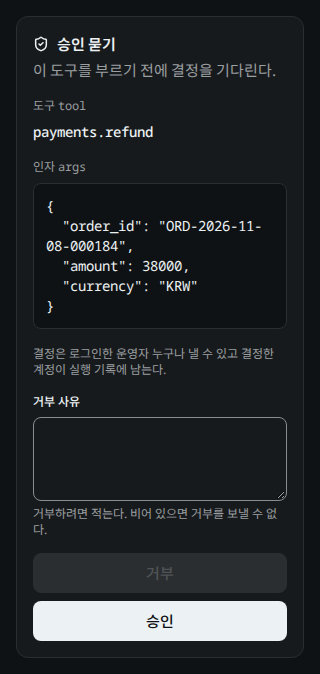 승인 묻기
이 도구를 부르기 전에 결정을 기다린다.
도구 tool
payments.refund
인자 args
{
  "order_id": "ORD-2026-11-
08-000184",
  "amount": 38000,
  "currency": "KRW"
}
결정은 로그인한 운영자 누구나 낼 수 있고 결정한
계정이 실행 기록에 남는다.
거부 사유
거부하려면 적는다. 비어 있으면 거부를 보낼 수 없
다.
거부
승인